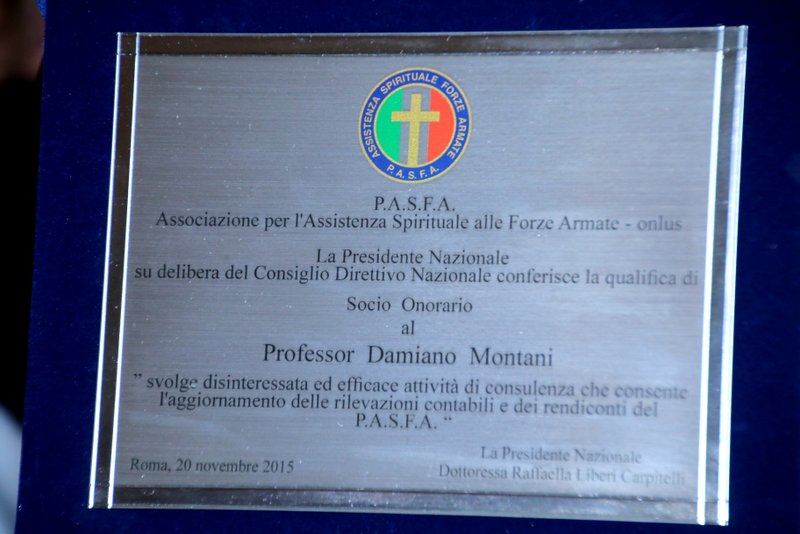 ASSISTENZA SPIRITUALE FORZE ARMATE
P.A.S.F.A.
P.A.S.F.A.
Associazione per l'Assistenza Spirituale alle Forze Armate - onlus
La Presidente Nazionale
su delibera del Consiglio Direttivo Nazionale conferisce la qualifica di
Socio Onorario
al
Professor Damiano Montani
" svolge disinteressata ed efficace attività di consulenza che consente
l'aggiornamento delle rilevazioni contabili e dei rendiconti del
P.A.S.F.A. "
La Presidente Nazionale
Roma, 20 novembre 2015
Dottoressa Raffaella Liberi Carpitelli